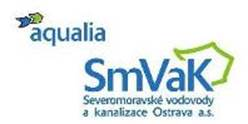 aqualia
SmVaK
Severomoravské vodovody
a kanalizace Ostrava a.s.